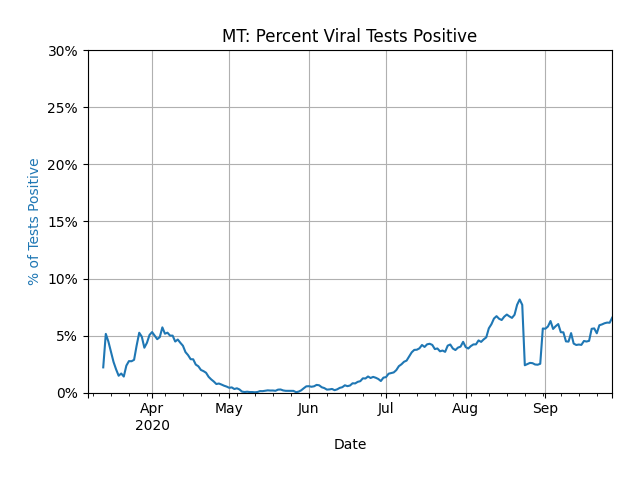 MT: Percent Viral Tests Positive
30%
25%
20%
15%
10%
5%
0%
% of Tests Positive
Apr
2020
May
Jun
Jul
Aug
Sep
Date